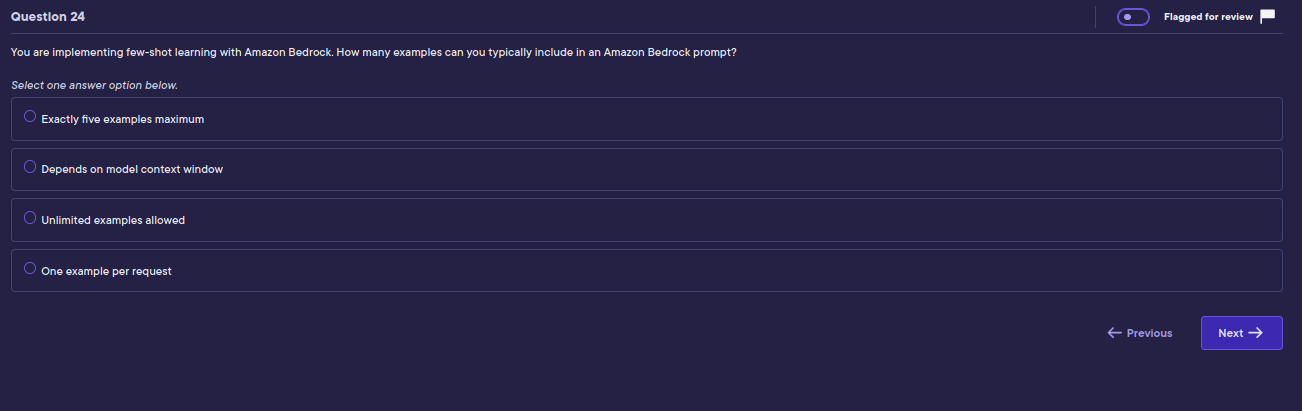 Question 24
Flagged for review
You are implementing few-shot learning with Amazon Bedrock. How many examples can you typically include in an Amazon Bedrock prompt?
Select one answer option below.
Exactly five examples maximum
Depends on model context window
Unlimited examples allowed
One example per request
Previous
Next